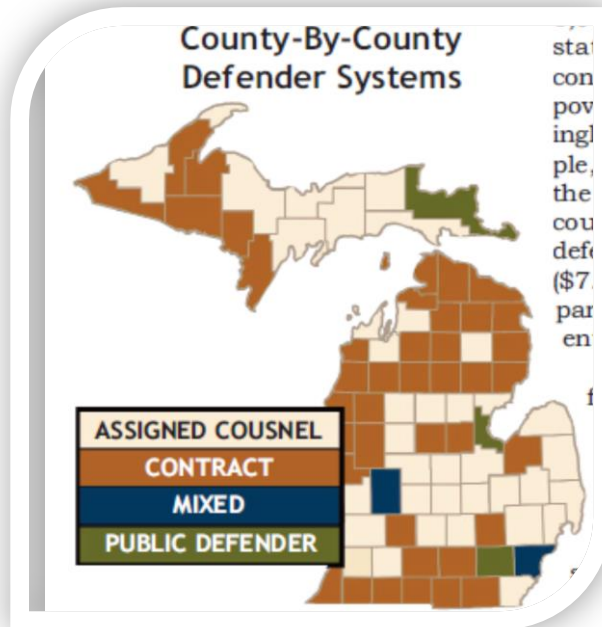 County-By-County
Defender Systems
ASSIGNED COUSNEL
CONTRACT
MIXED
PUBLIC DEFENDER
stat
con
pov
ingl
ple,
the
cou
defe
($7
par
en
f